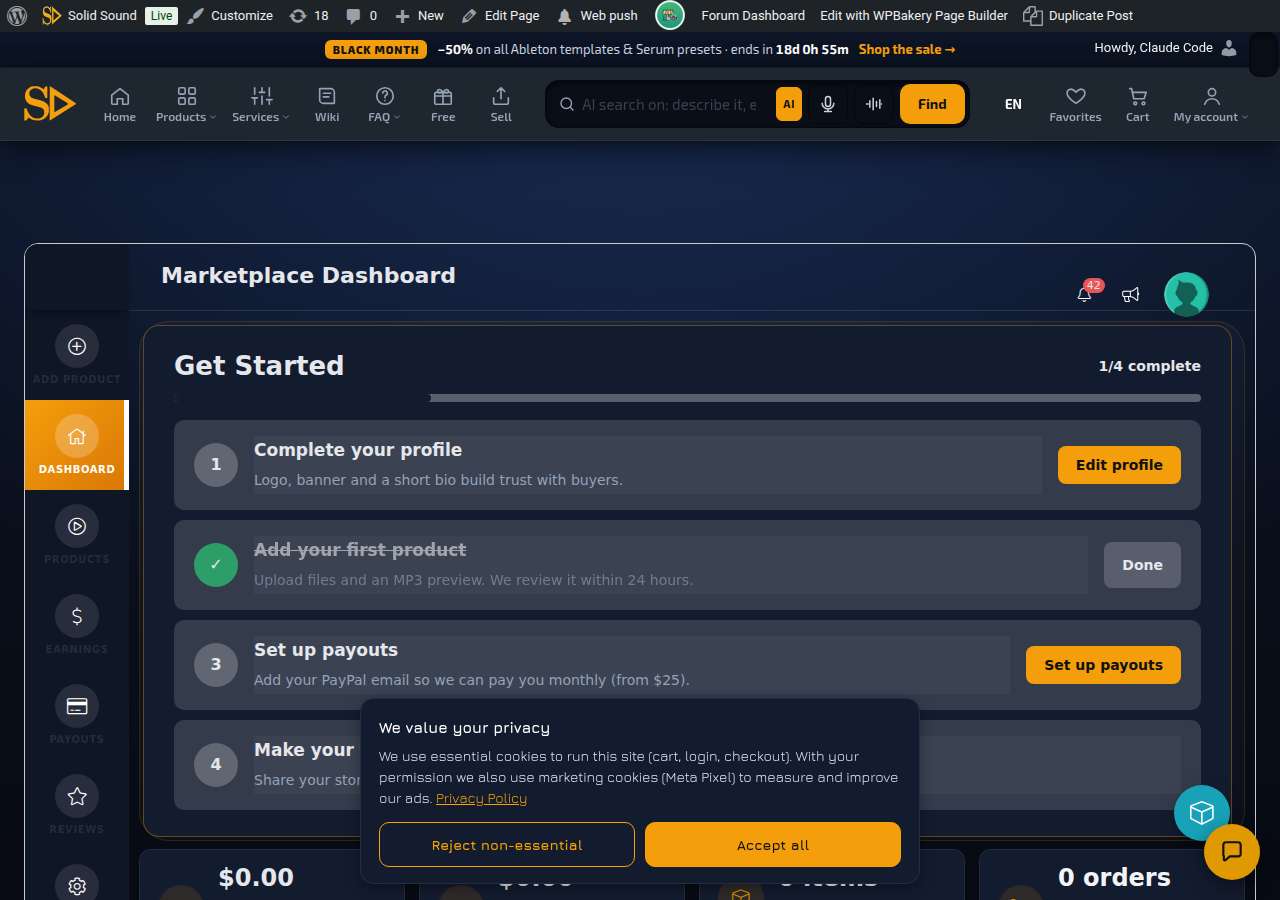 Solid Sound Live Customize 18 0 New Edit Page Web push Forum Dashboard Edit with WPBakery Page Builder Duplicate Post
BLACK MONTH –50% on all Ableton templates & Serum presets · ends in 18d 0h 55m Shop the sale →
Howdy, Claude Code
Home Products Services Wiki FAQ Free Sell
AI search on: describe it, e
AI
Find
EN
Favorites Cart My account
Marketplace Dashboard
42
Get Started
1/4 complete
ADD PRODUCT
DASHBOARD
PRODUCTS
EARNINGS
PAYOUTS
REVIEWS
1
Complete your profile
Logo, banner and a short bio build trust with buyers.
Edit profile
✓
Add your first product
Upload files and an MP3 preview. We review it within 24 hours.
Done
3
Set up payouts
Add your PayPal email so we can pay you monthly (from $25).
Set up payouts
4
Make your
Share your
We value your privacy
We use essential cookies to run this site (cart, login, checkout). With your
permission we also use marketing cookies (Meta Pixel) to measure and improve
our ads. Privacy Policy
Reject non-essential
Accept all
$0.00
0 orders